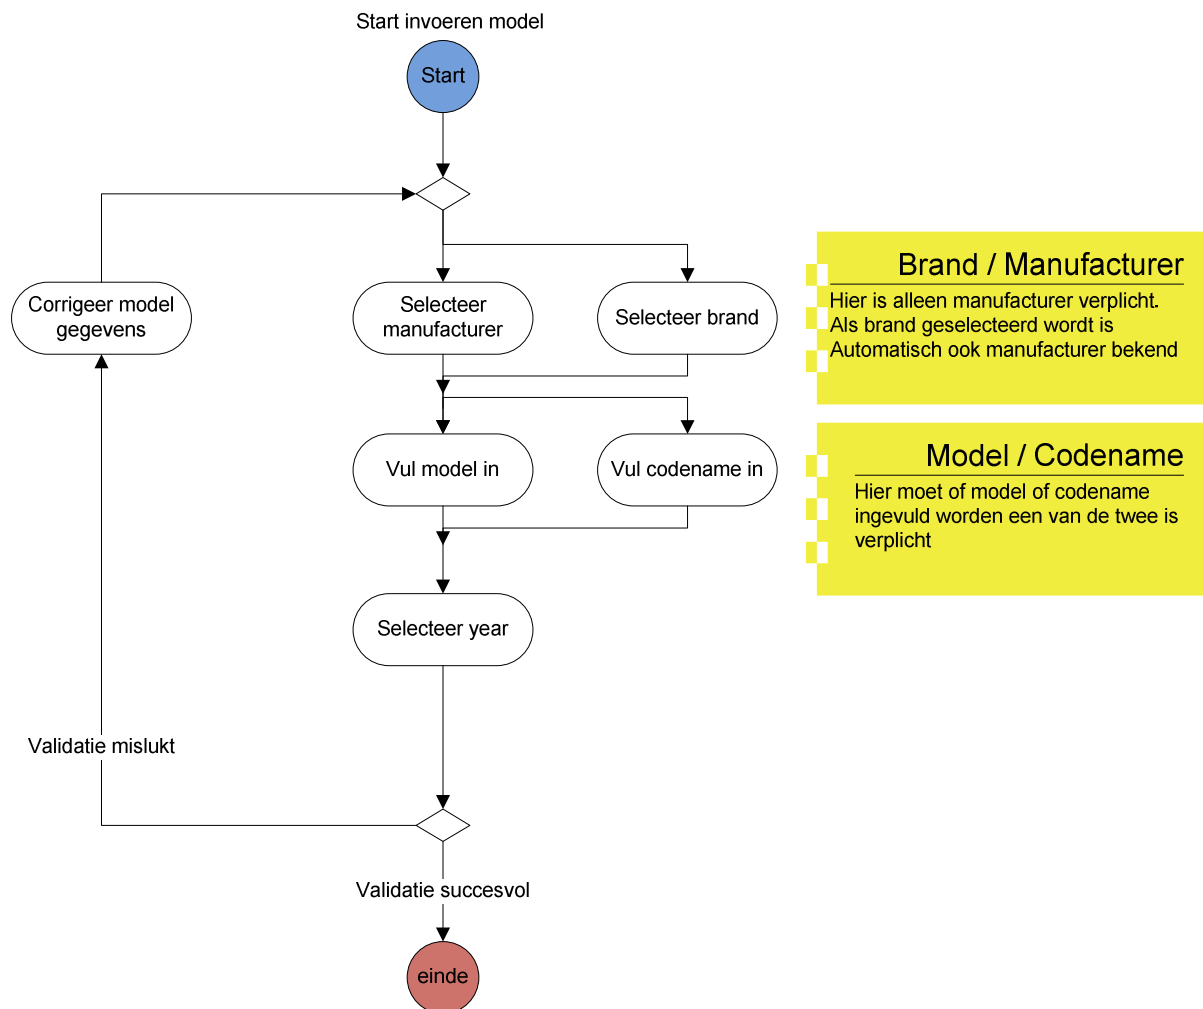 Start invoeren model
Start
Corrigeer model
gegevens
Selecteer
manufacturer
Selecteer brand
Brand / Manufacturer
Hier is alleen manufacturer verplicht.
Als brand geselecteerd wordt is
Automatisch ook manufacturer bekend
Vul model in
Vul codename in
Model / Codename
Hier moet of model of codename
ingevuld worden een van de twee is
verplicht
Selecteer year
Validatie mislukt
Validatie succesvol
einde